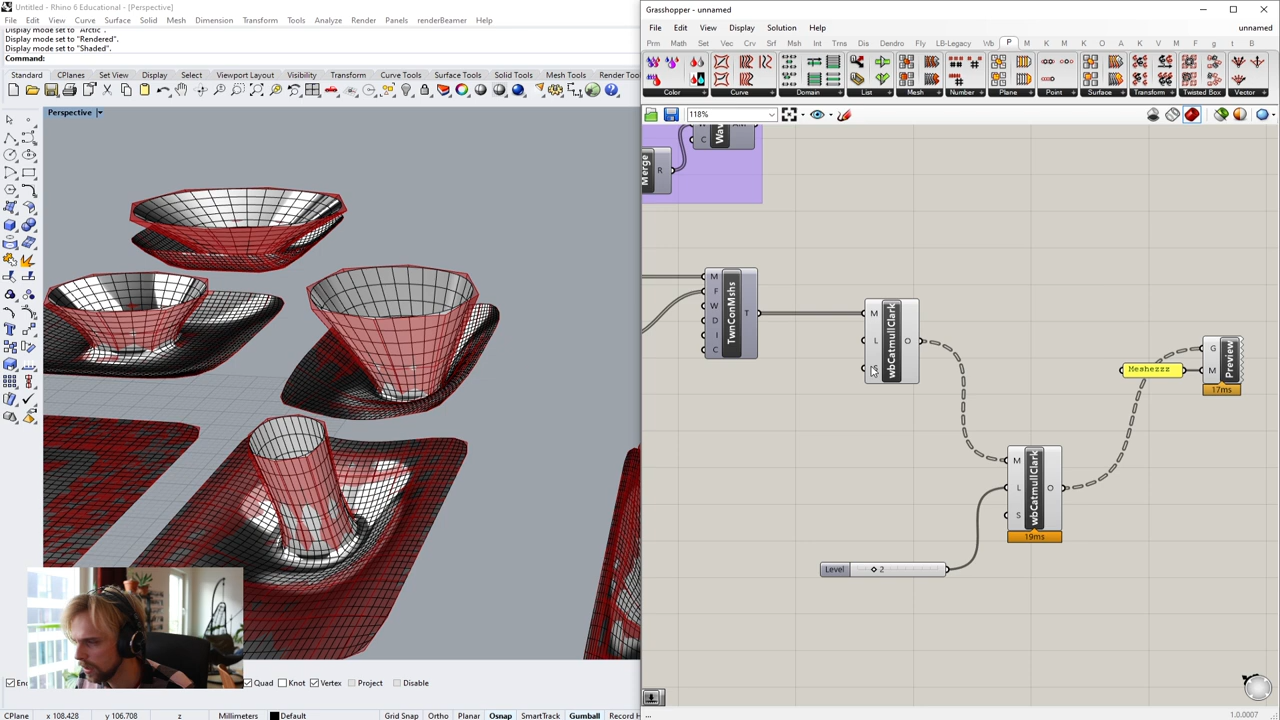 Untitled - Rhino 6 Educational - [Perspective]
File Edit View Curve Surface Solid Mesh Dimension Transform Tools Analyze Render Panels renderBeamer Help
Display mode set to "Arctic".
Display mode set to "Rendered".
Display mode set to "Shaded".
Command:
Standard CPlanes Set View Display Select Viewport Layout Visibility Transform Curve Tools Surface Tools Solid Tools Mesh Tools Render Too
Perspective
Quad Knot Vertex Project Disable
CPlane x 108.428 y 106.708 z Millimeters Default Grid Snap Ortho Planar Osnap SmartTrack Gumball Record H
Grasshopper - unnamed
File Edit View Display Solution Help unnamed
Prm Math Set Vec Crv Srf Msh Int Trns Dis Dendro Fly LB-Legacy Wb P M K M K O A K V M F g t B
Color Curve Domain List Mesh Number Plane Point Surface Transform Twisted Box Vector
118%
Merge R
C Wav
M F W D I C TwnConMshs T
M L wbCatmullClark O
Meshezzz
G M Preview
17ms
M L S wbCatmullClark O
19ms
Level 2
1.0.0007